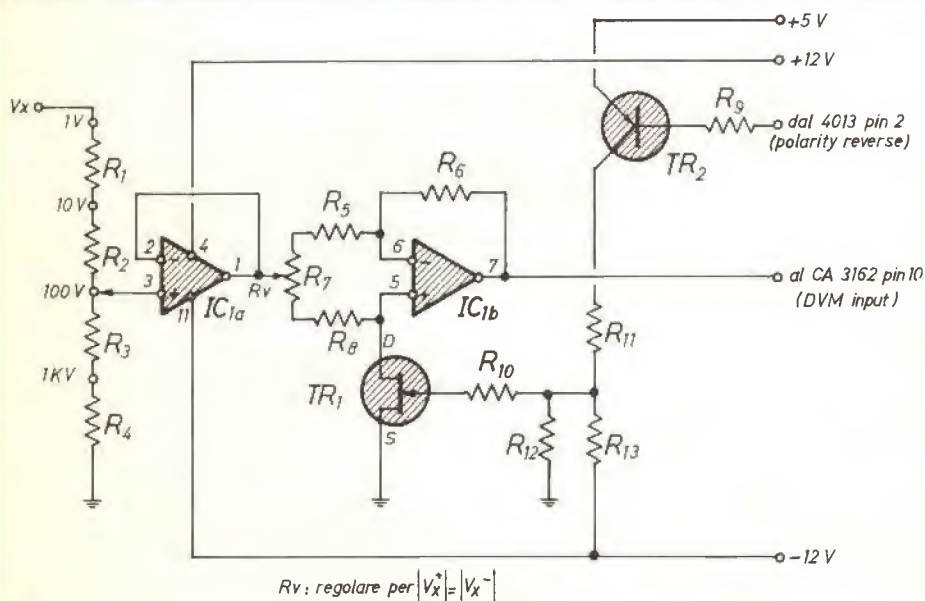 +5 V
+12 V
Vx
1V
R1
10V
R2
100V
R3
1KV
R4
2
3
4
11
1
IC1a
Rv
R5
R7
R8
R6
6
5
7
IC1b
D
S
TR1
R9
TR2
dal 4013 pin 2
(polarity reverse)
al CA 3162 pin 10
(DVM input)
R10
R11
R12
R13
-12 V
Rv: regolare per |Vx+| = |Vx-|